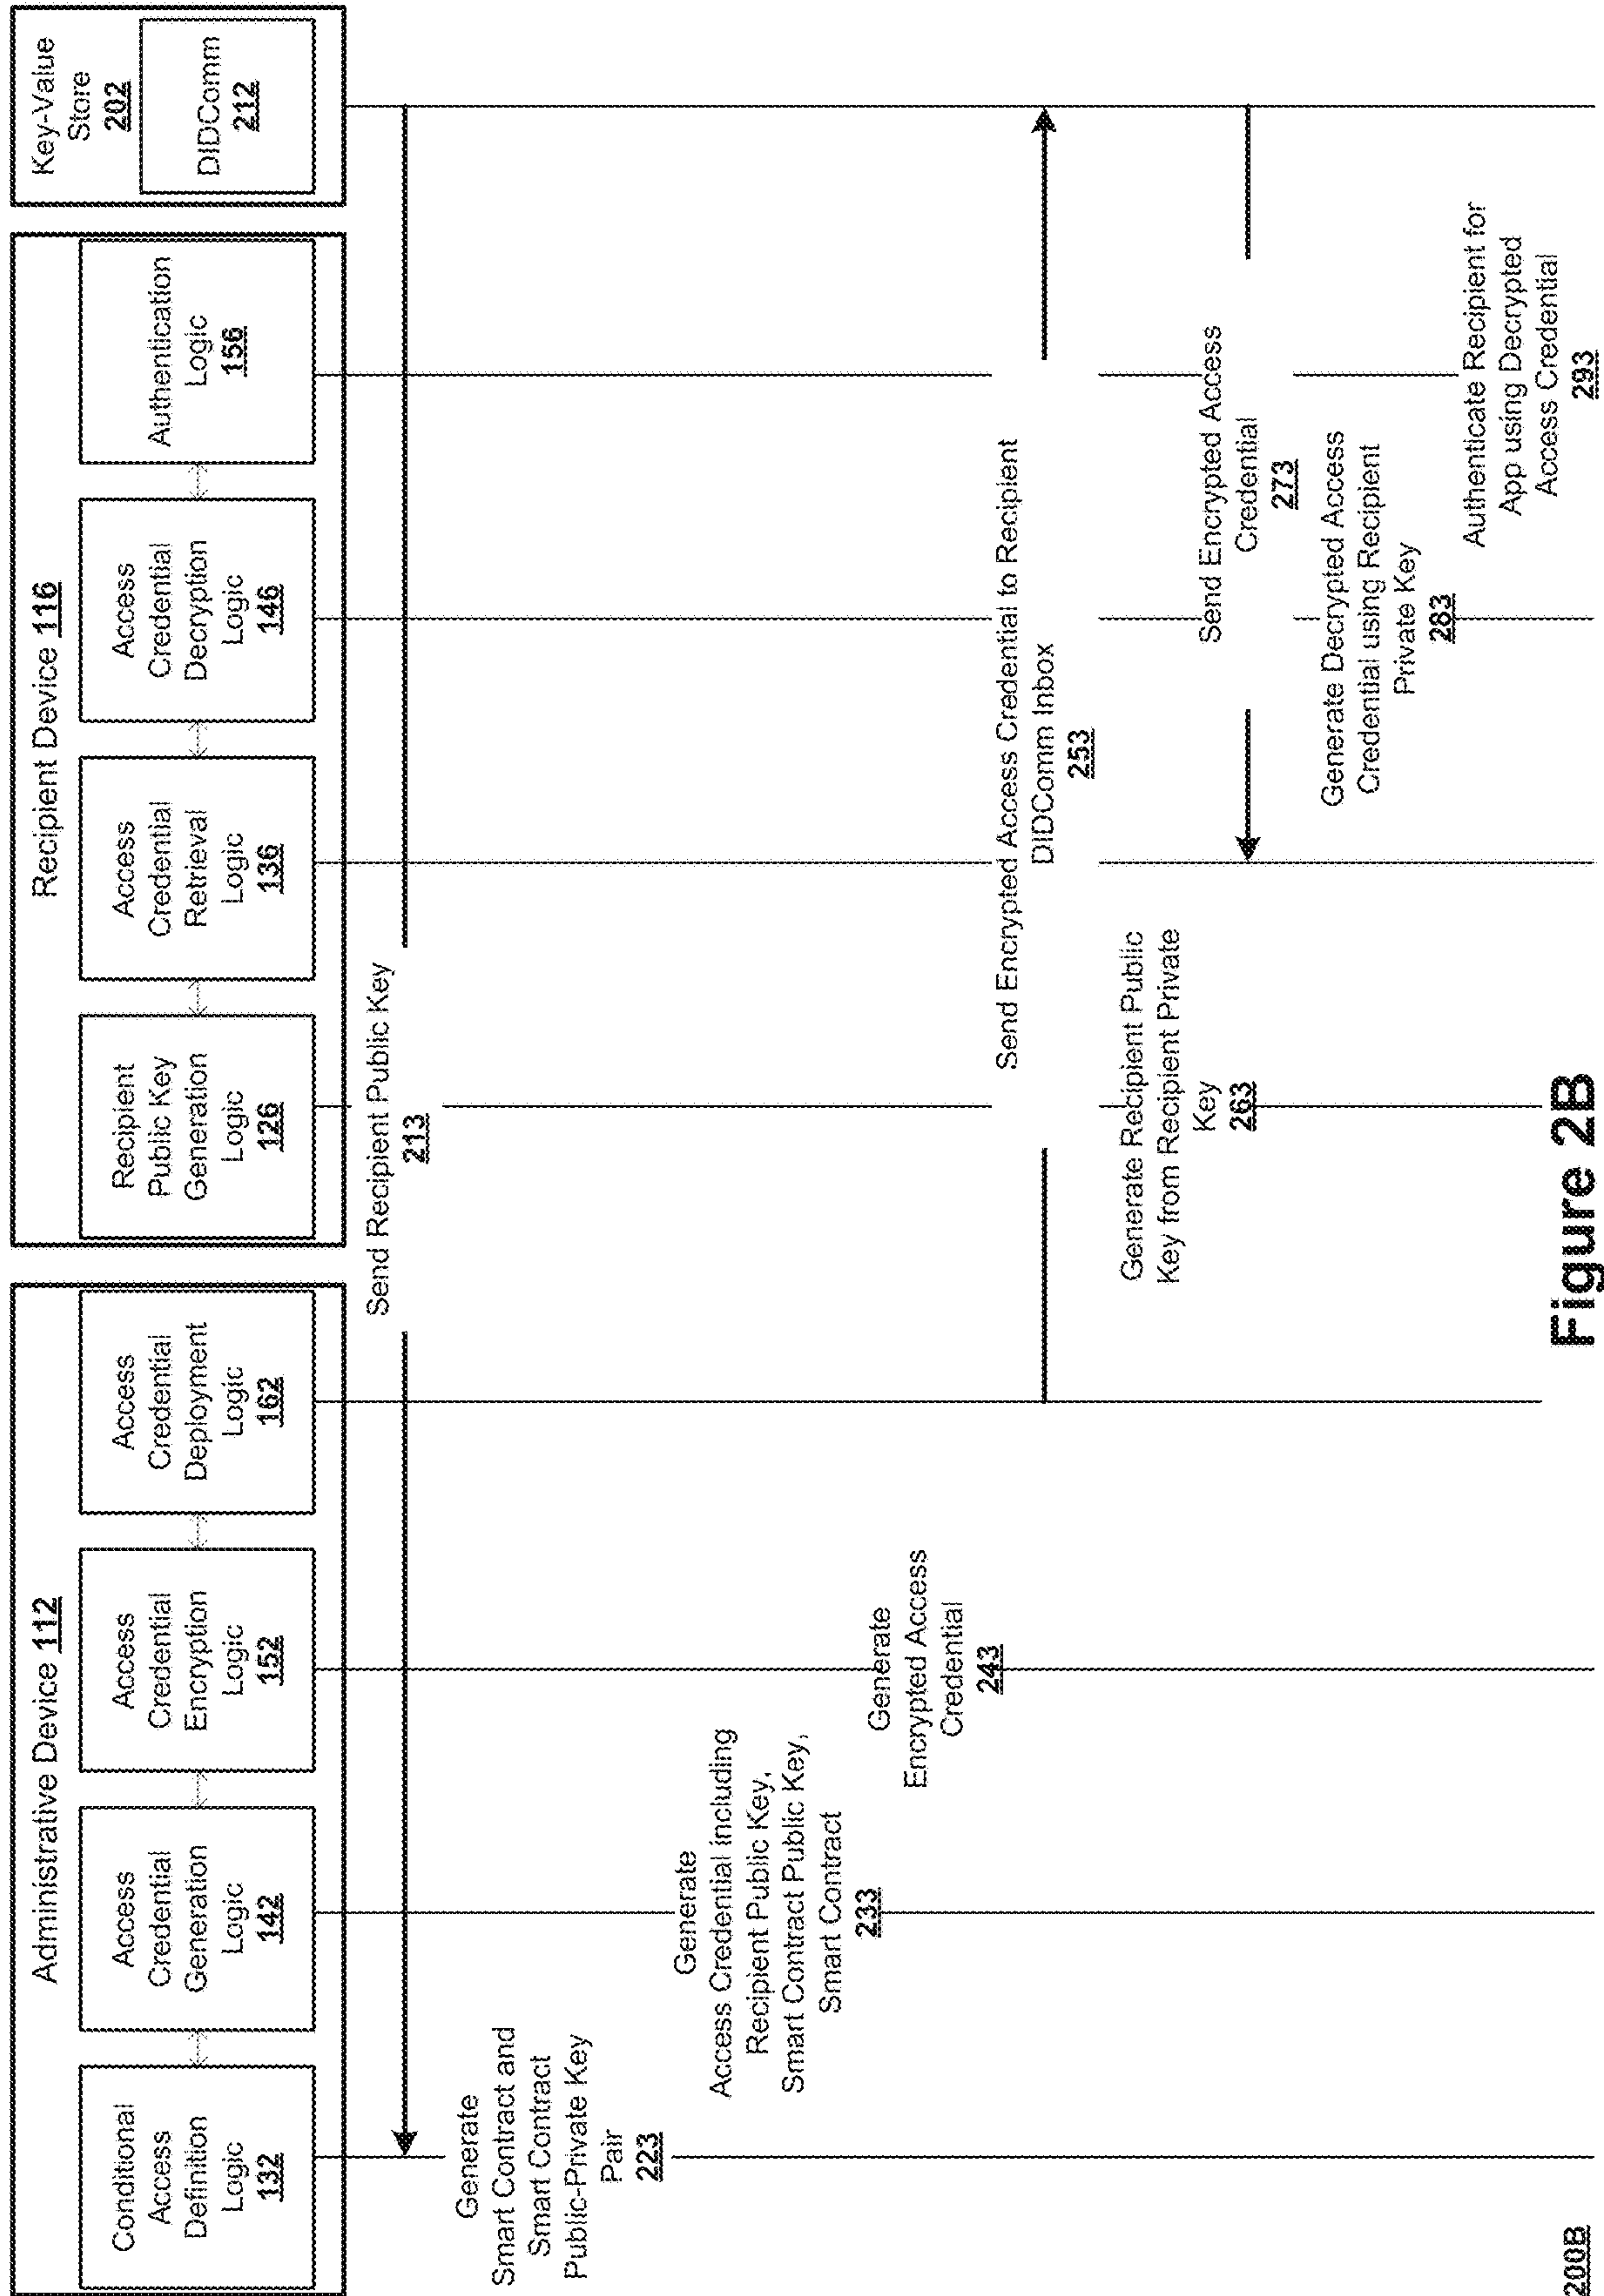 Administrative Device 112
Conditional
Access
Definition
Logic
132
Access
Credential
Generation
Logic
142
Access
Credential
Encryption
Logic
152
Access
Credential
Deployment
Logic
162
Recipient Device 116
Recipient
Public Key
Generation
Logic
126
Access
Credential
Retrieval
Logic
136
Access
Credential
Decryption
Logic
146
Authentication
Logic
156
Key-Value
Store
202
DIDComm
212
Send Recipient Public Key
213
Generate
Smart Contract and
Smart Contract
Public-Private Key
Pair
223
Generate
Access Credential including
Recipient Public Key,
Smart Contract Public Key,
Smart Contract
233
Generate
Encrypted Access
Credential
243
Send Encrypted Access Credential to Recipient
DIDComm Inbox
253
Generate Recipient Public
Key from Recipient Private
Key
263
Send Encrypted Access
Credential
273
Generate Decrypted Access
Credential using Recipient
Private Key
283
Authenticate Recipient for
App using Decrypted
Access Credential
293
200B
Figure 2B